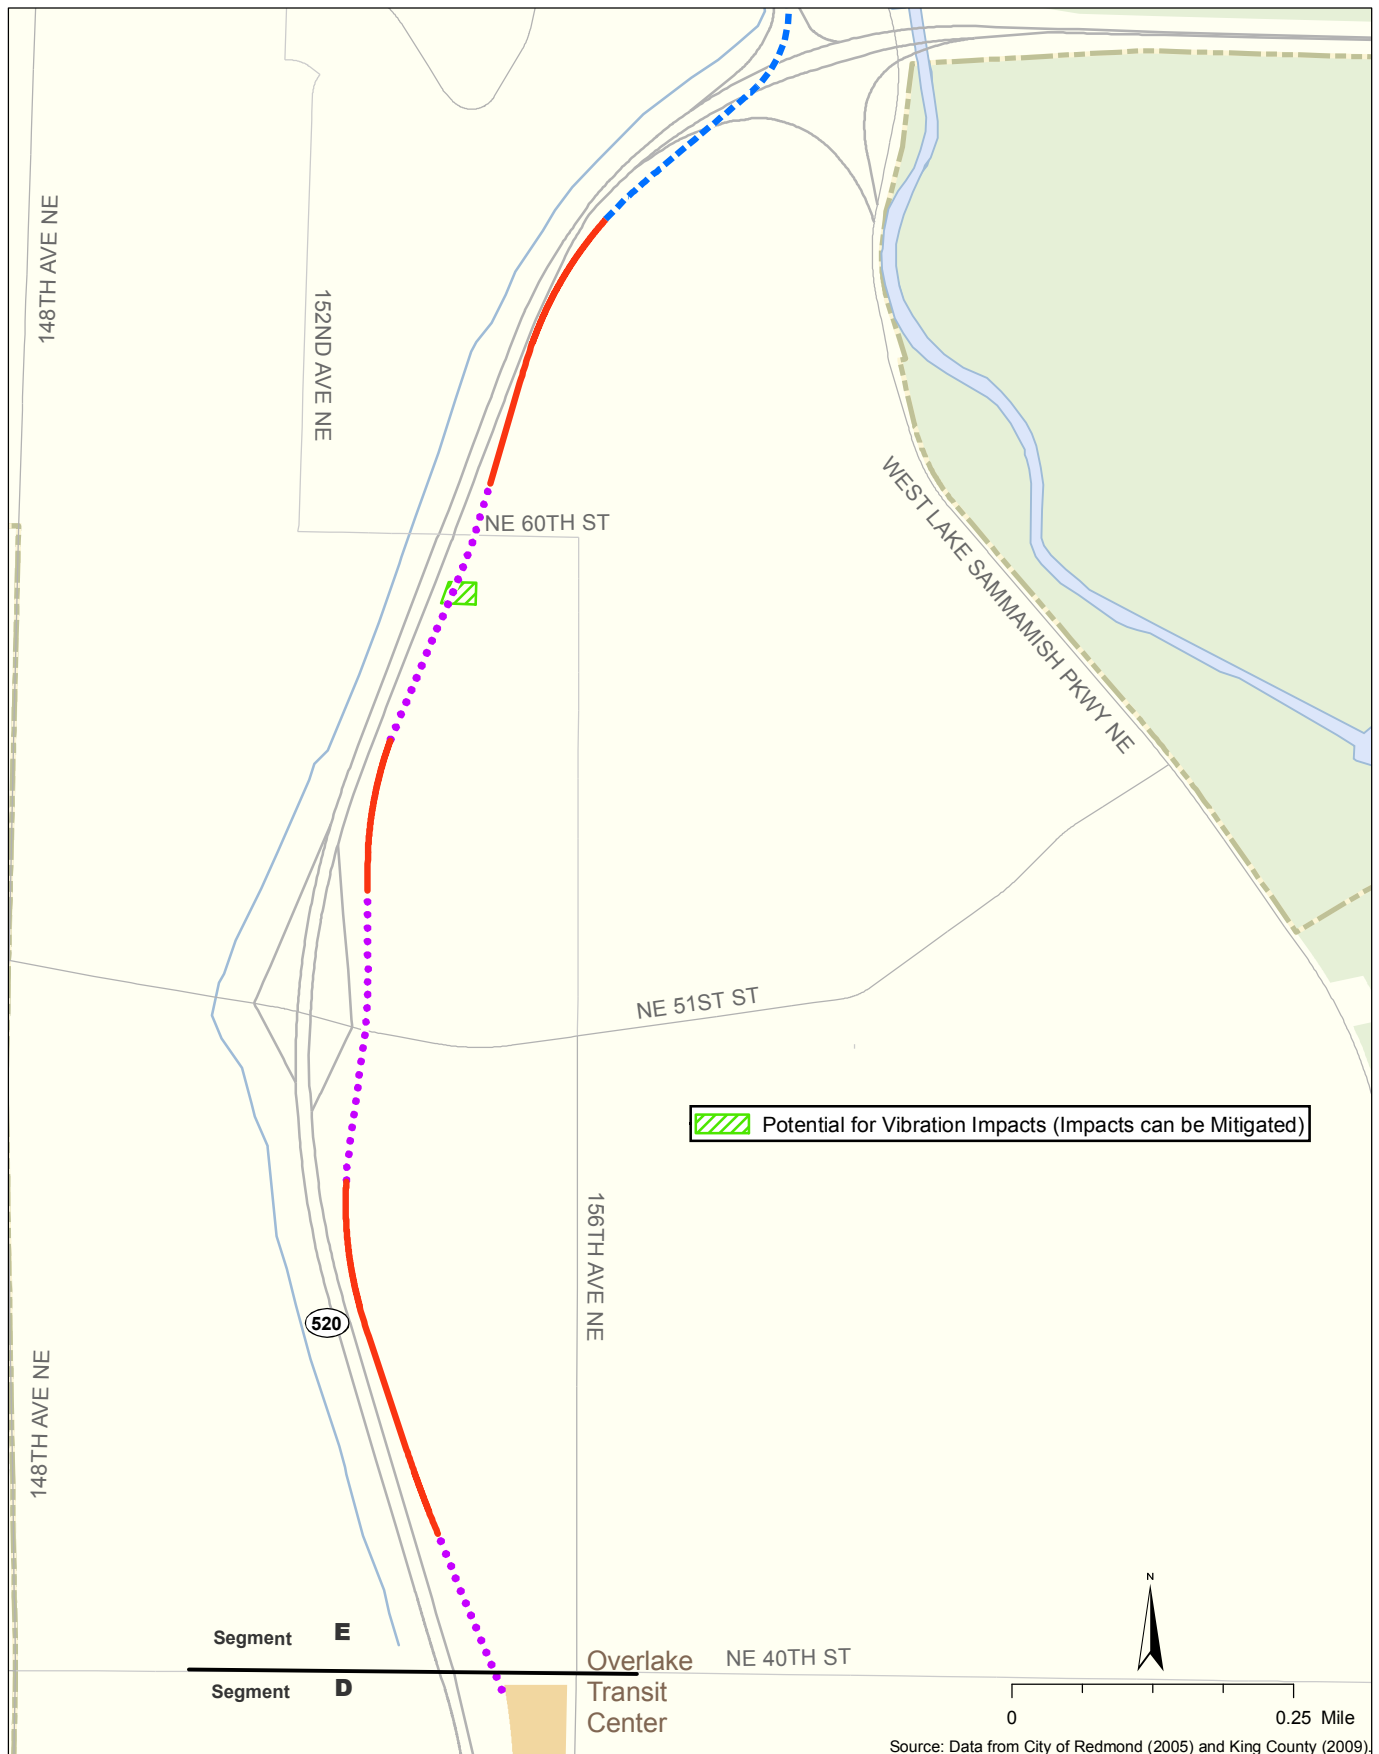 148TH AVE NE
152ND AVE NE
NE 60TH ST
WEST LAKE SAMMAMISH PKWY NE
NE 51ST ST
Potential for Vibration Impacts (Impacts can be Mitigated)
156TH AVE NE
520
148TH AVE NE
N
Segment E
Segment D
Overlake
Transit
Center
NE 40TH ST
0 0.25 Mile
Source: Data from City of Redmond (2005) and King County (2009).